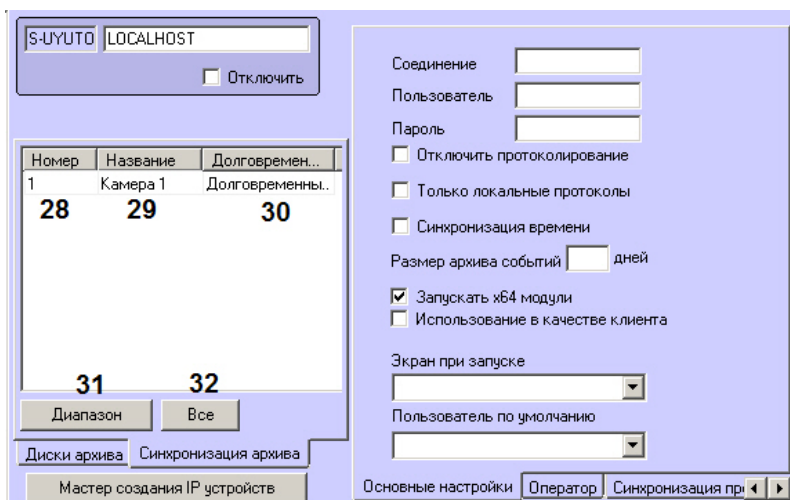 S-UYUTO LOCALHOST
Отключить
Номер Название Долговремен...
1 Камера 1 Долговременны..
28 29 30
31 32
Диапазон Все
Диски архива Синхронизация архива
Мастер создания IP устройств
Соединение
Пользователь
Пароль
Отключить протоколирование
Только локальные протоколы
Синхронизация времени
Размер архива событий дней
Запускать x64 модули
Использование в качестве клиента
Экран при запуске
Пользователь по умолчанию
Основные настройки Оператор Синхронизация про